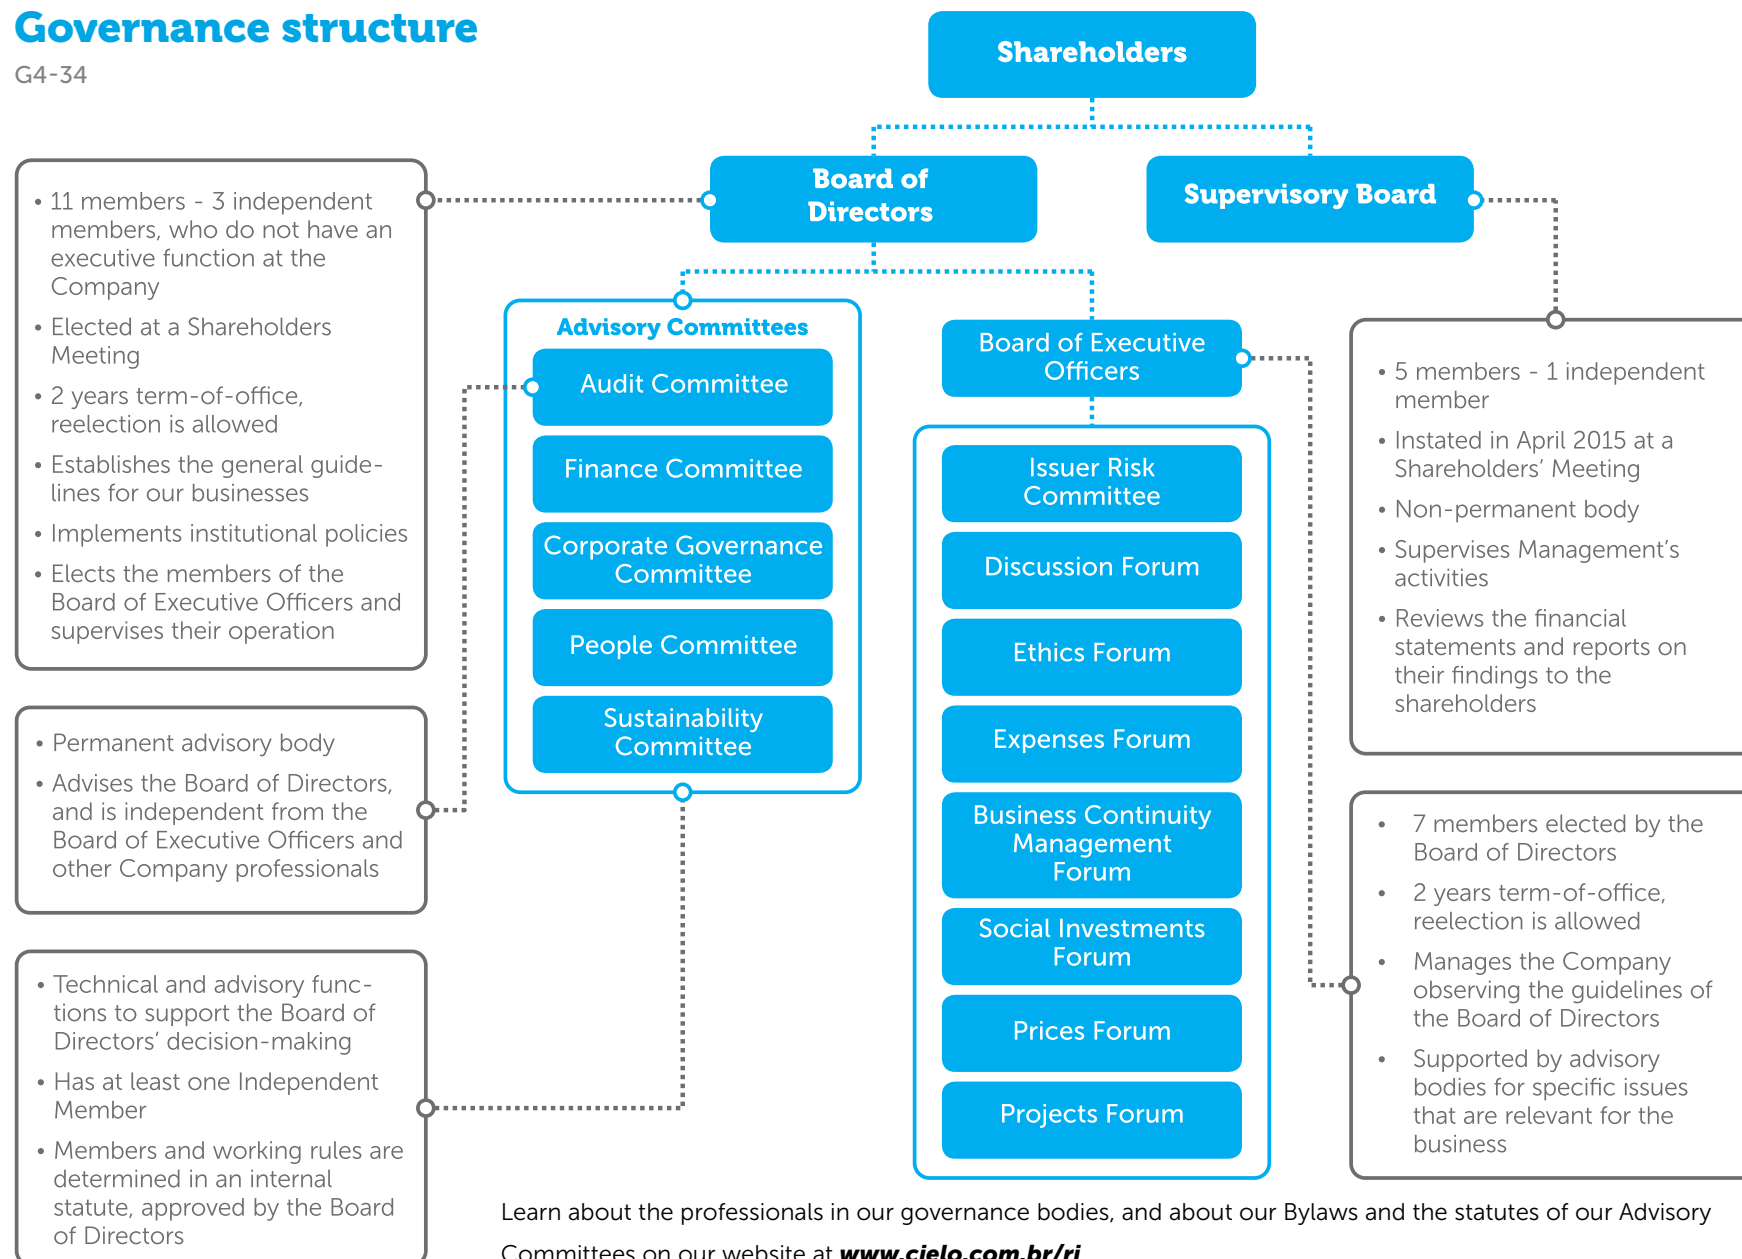 Governance structure
G4-34
Shareholders
Board of
Directors
Supervisory Board
• 11 members - 3 independent
members, who do not have an
executive function at the
Company
• Elected at a Shareholders
Meeting
• 2 years term-of-office,
reelection is allowed
• Establishes the general guide-
lines for our businesses
• Implements institutional policies
• Elects the members of the
Board of Executive Officers and
supervises their operation
• Permanent advisory body
• Advises the Board of Directors,
and is independent from the
Board of Executive Officers and
other Company professionals
• Technical and advisory func-
tions to support the Board of
Directors’ decision-making
• Has at least one Independent
Member
• Members and working rules are
determined in an internal
statute, approved by the Board
of Directors
Advisory Committees
Audit Committee
Finance Committee
Corporate Governance
Committee
People Committee
Sustainability
Committee
Board of Executive
Officers
Issuer Risk
Committee
Discussion Forum
Ethics Forum
Expenses Forum
Business Continuity
Management
Forum
Social Investments
Forum
Prices Forum
Projects Forum
• 5 members - 1 independent
member
• Instated in April 2015 at a
Shareholders’ Meeting
• Non-permanent body
• Supervises Management’s
activities
• Reviews the financial
statements and reports on
their findings to the
shareholders
• 7 members elected by the
Board of Directors
• 2 years term-of-office,
reelection is allowed
• Manages the Company
observing the guidelines of
the Board of Directors
• Supported by advisory
bodies for specific issues
that are relevant for the
business
Learn about the professionals in our governance bodies, and about our Bylaws and the statutes of our Advisory
Committees on our website at www.cielo.com.br/ri